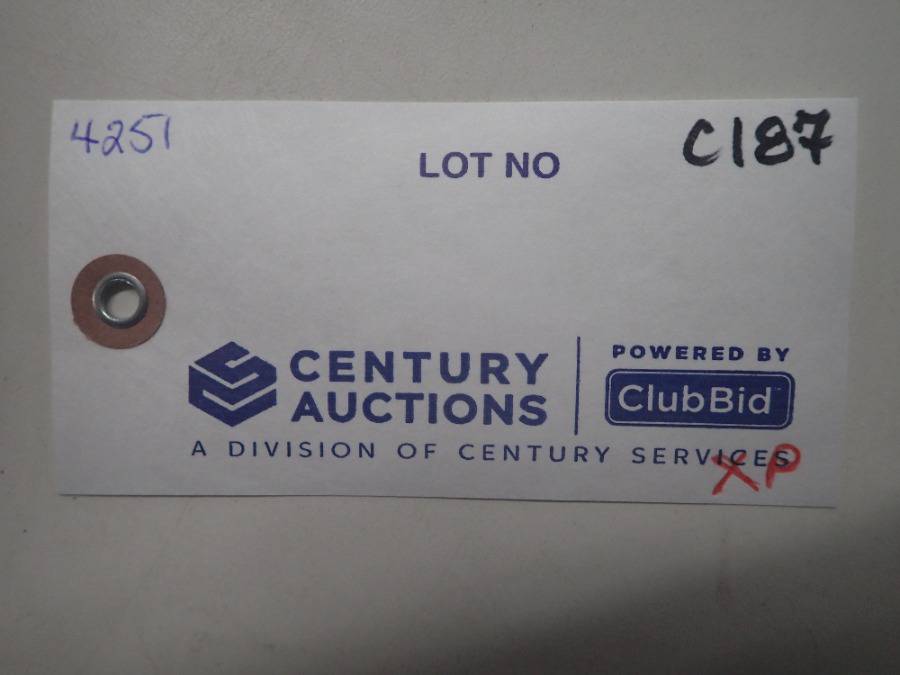 4251
C187
LOT NO
CENTURY AUCTIONS
POWERED BY
ClubBid
A DIVISION OF CENTURY SERVICES
XP